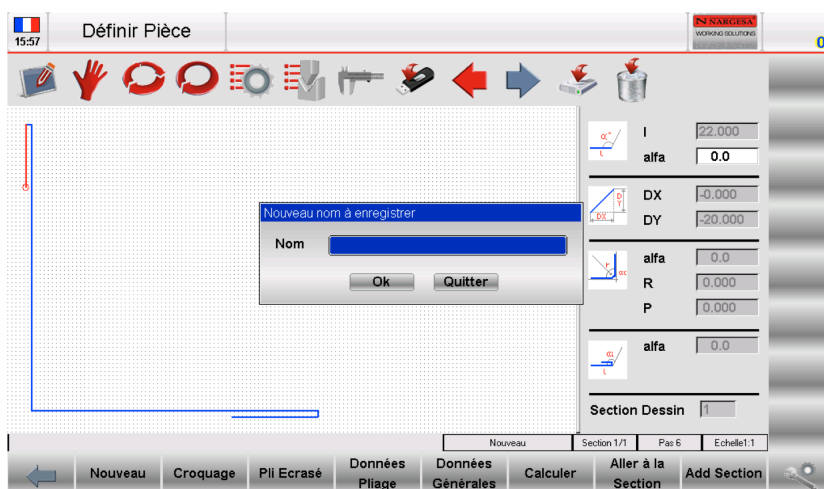 15:57
Définir Pièce
NARGESA
WORKING SOLUTIONS
0
l 22.000
alfa 0.0
DX -0.000
DY -20.000
alfa 0.0
R 0.000
P 0.000
alfa 0.0
Section Dessin 1
Nouveau nom à enregistrer
Nom
Ok Quitter
Nouveau Section 1/1 Pas 6 Echelle1:1
Nouveau Croquage Pli Ecrasé Données Pliage Données Générales Calculer Aller à la Section Add Section